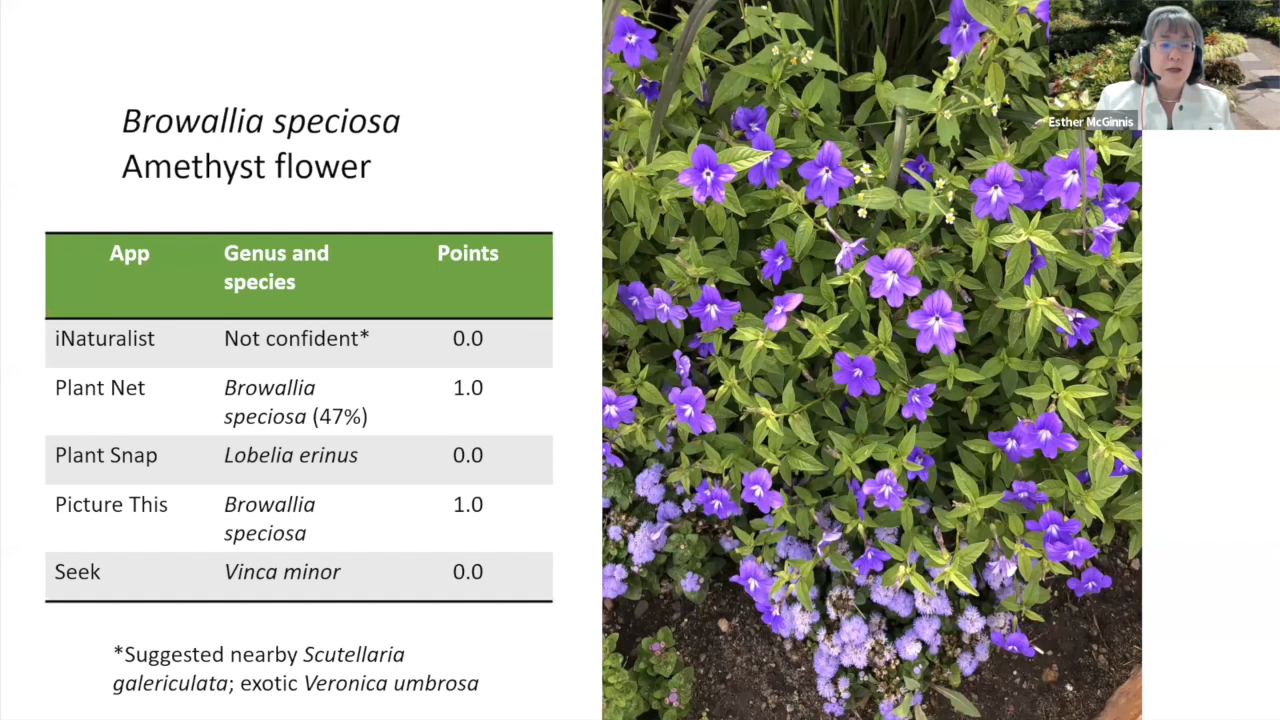 Browallia speciosa
Amethyst flower
App Genus and species Points
iNaturalist Not confident* 0.0
Plant Net Browallia speciosa (47%) 1.0
Plant Snap Lobelia erinus 0.0
Picture This Browallia speciosa 1.0
Seek Vinca minor 0.0
*Suggested nearby Scutellaria
galericulata; exotic Veronica umbrosa
Esther McGinnis